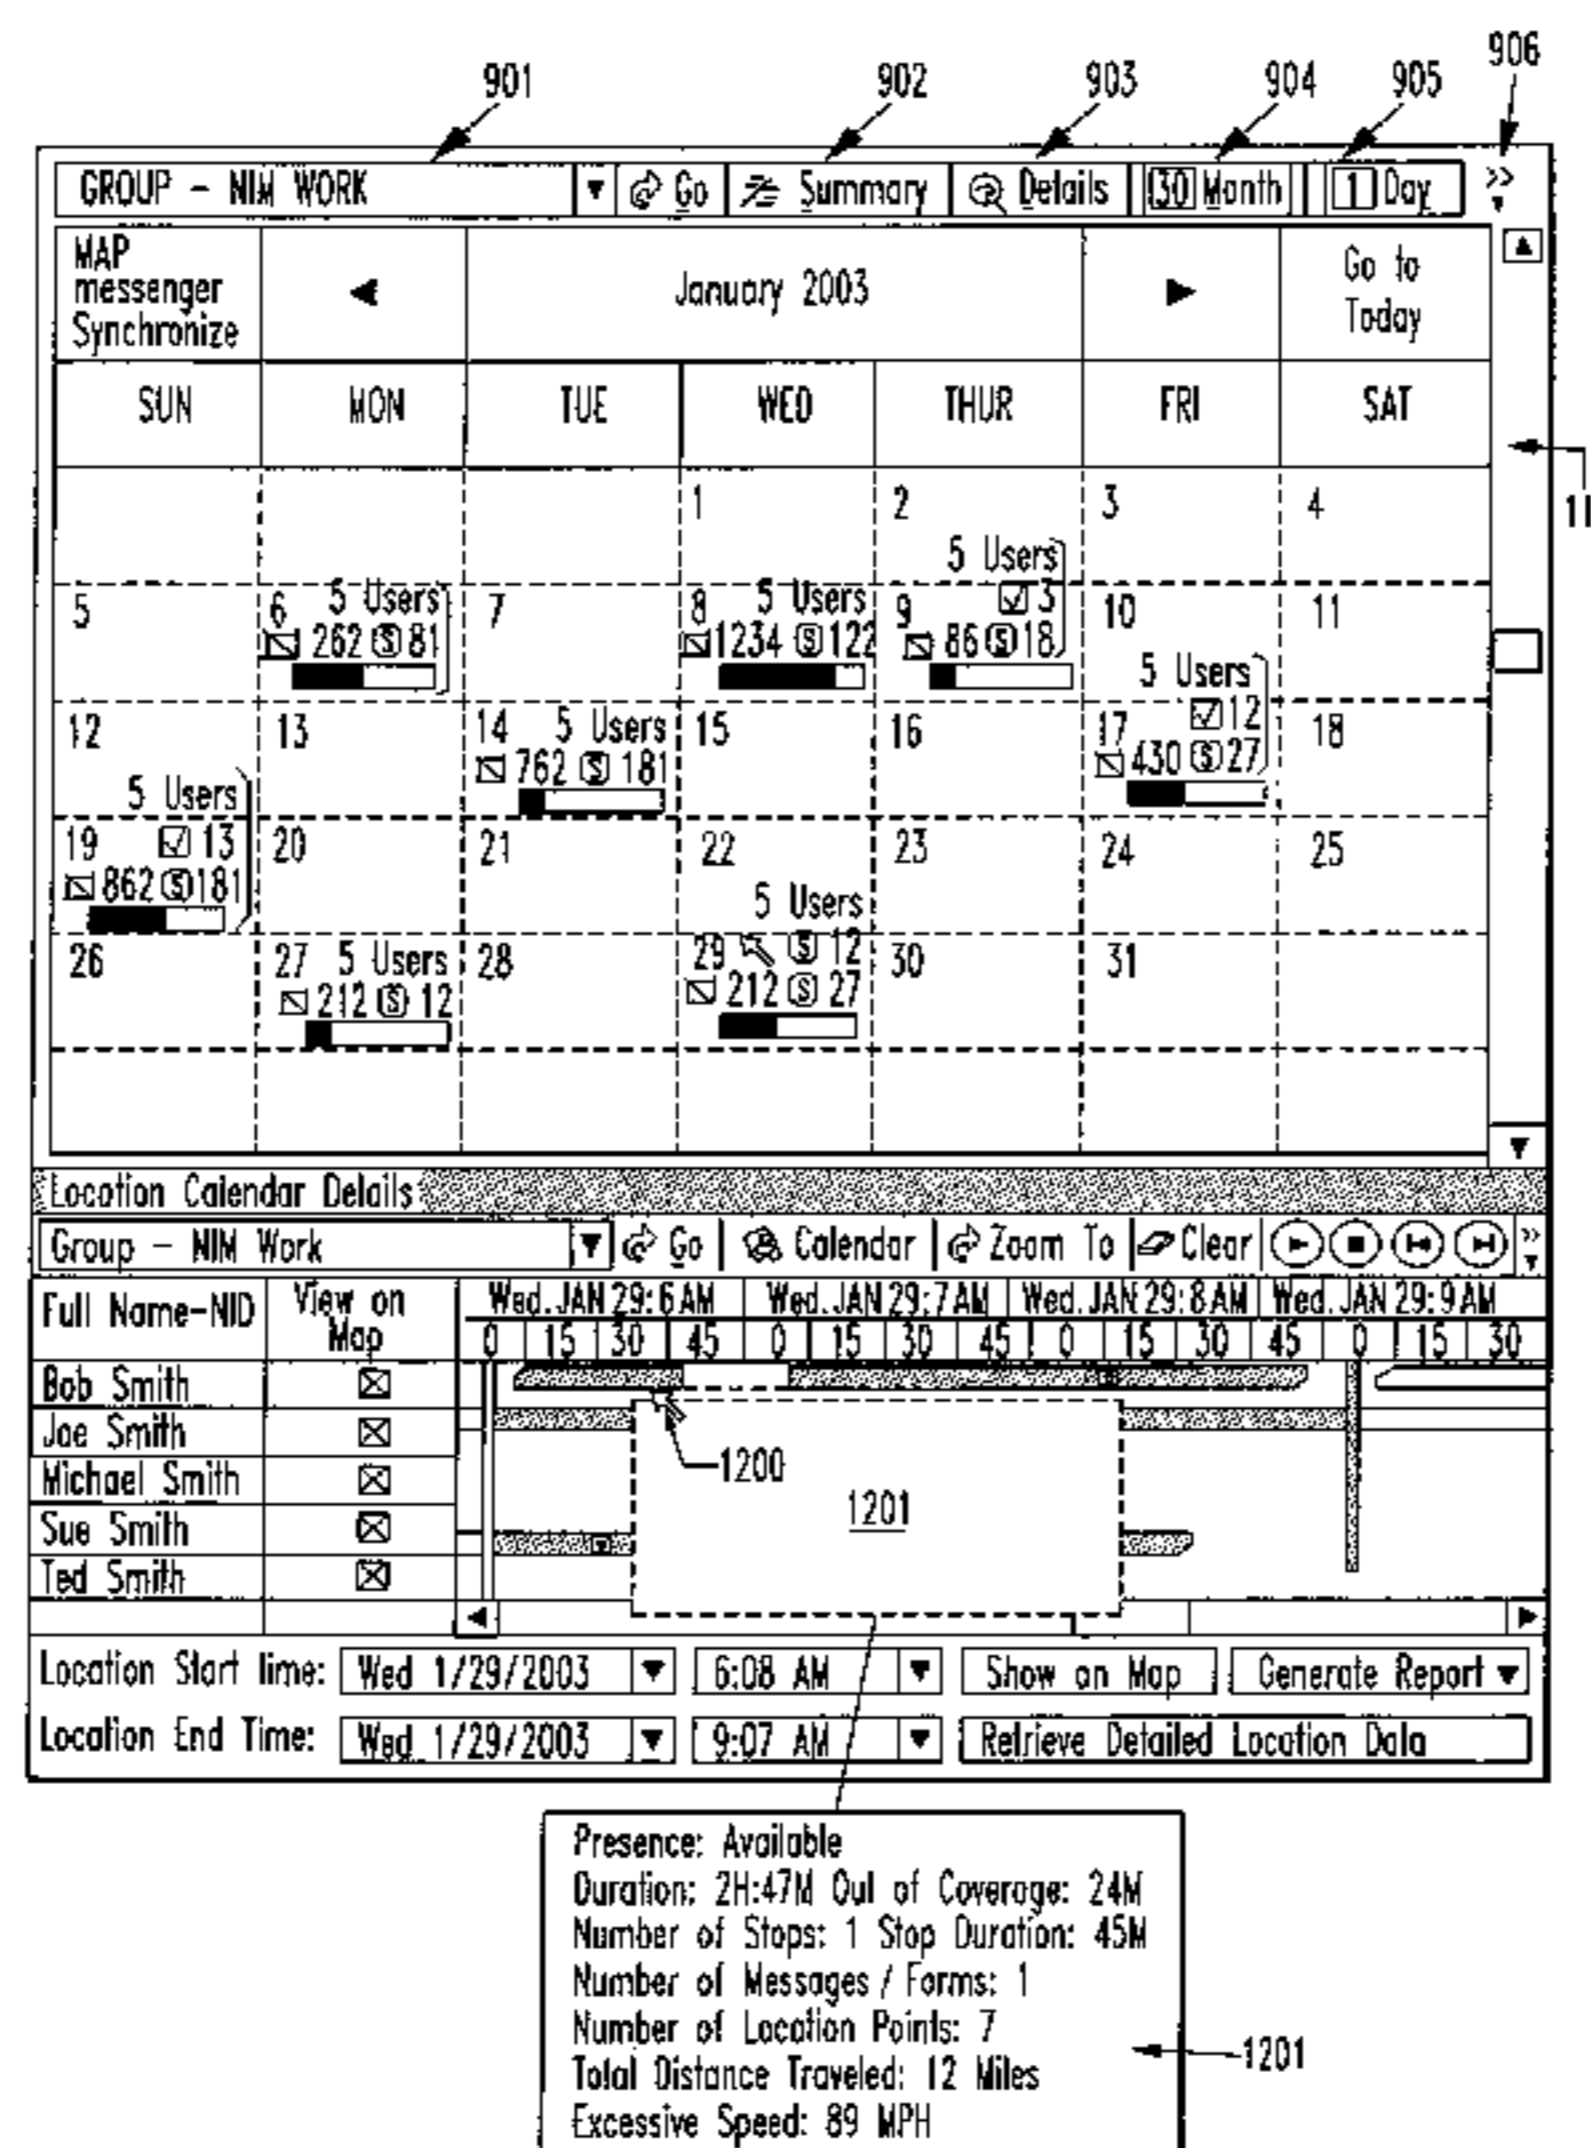 901 902 903 904 905 906
GROUP - NIM WORK Go Summary Details 30 Month 1 Day >>
MAP messenger Synchronize January 2003 Go to Today
SUN MON TUE WED THUR FRI SAT
11
1 2 3 4
5 Users
5 6 5 Users 7 8 5 Users 9 3 10 11
262 S 81 1234 S 122 86 S 18
5 Users
12 13 14 5 Users 15 16 17 12 18
762 S 181 430 S 27
5 Users
19 13 20 21 22 23 24 25
862 S 181
5 Users
26 27 5 Users 28 29 S 12 30 31
212 S 12 212 S 27
Location Calendar Details
Group - NIM Work Go Calendar Zoom To Clear >>
Full Name-NID View on Map Wed.JAN 29:6AM Wed.JAN 29:7AM Wed.JAN 29:8AM Wed.JAN 29:9AM
0 15 30 45 0 15 30 45 0 15 30 45 0 15 30
Bob Smith
Joe Smith
Michael Smith
Sue Smith
Ted Smith
1200
1201
Location Start Time: Wed 1/29/2003 6:08 AM Show on Map Generate Report
Location End Time: Wed 1/29/2003 9:07 AM Retrieve Detailed Location Data
Presence: Available
Duration: 2H:47M Out of Coverage: 24M
Number of Stops: 1 Stop Duration: 45M
Number of Messages / Forms: 1
Number of Location Points: 7
Total Distance Traveled: 12 Miles
Excessive Speed: 89 MPH
1201